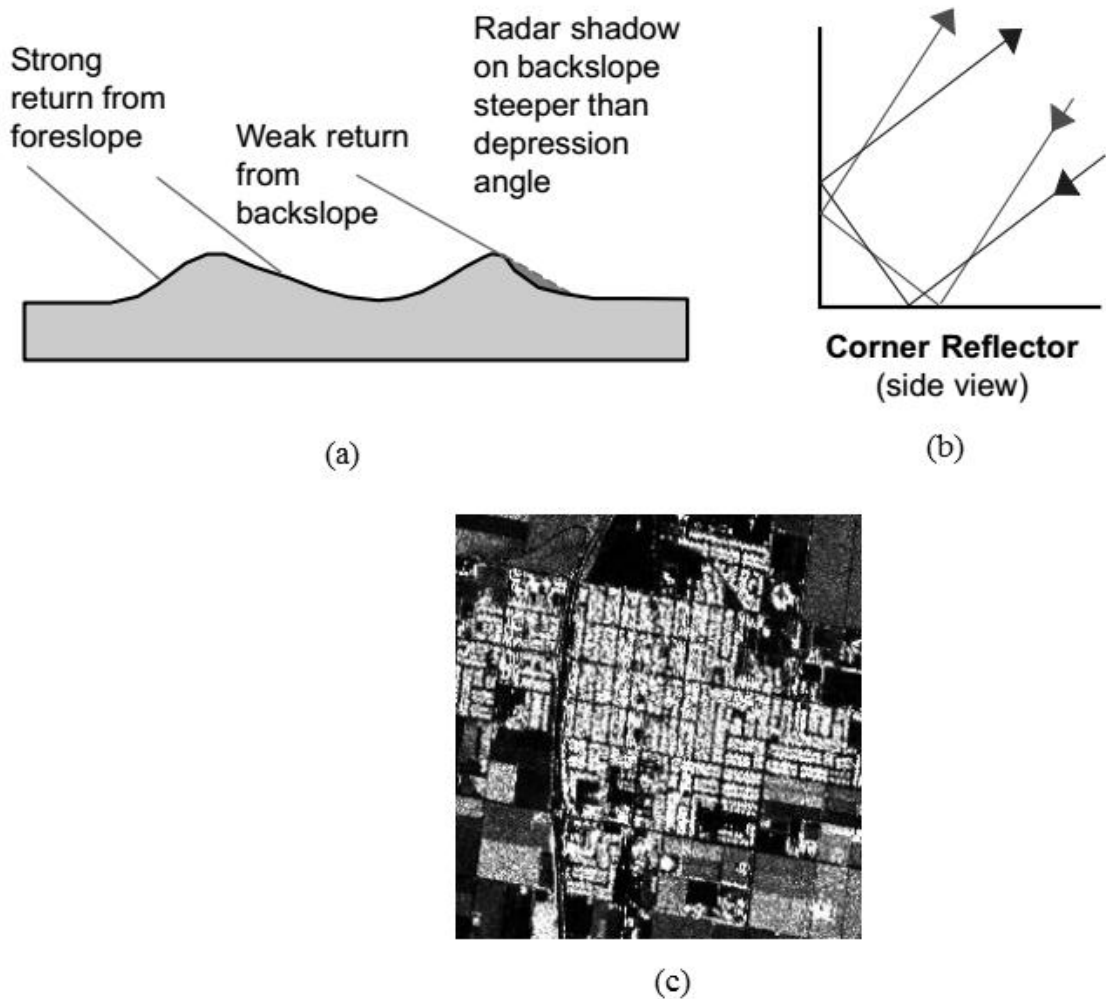 Strong
return from
foreslope
Weak return
from
backslope
Radar shadow
on backslope
steeper than
depression
angle
Corner Reflector
(side view)
(a)
(b)
(c)